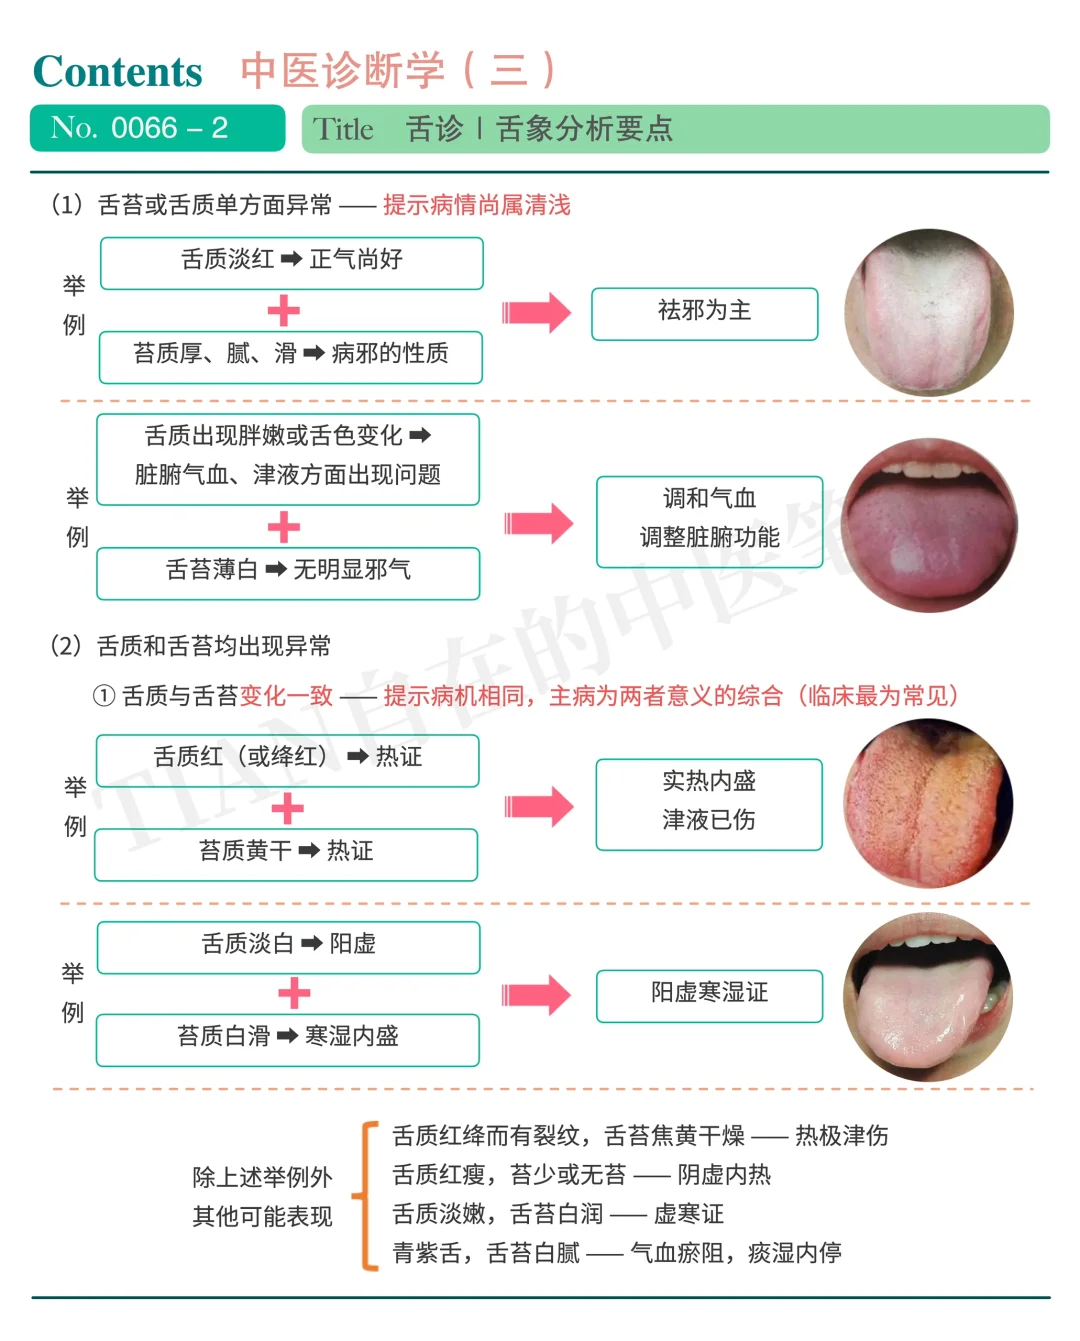 Contents 中医诊断学（三）
No. 0066 – 2
Title 舌诊 | 舌象分析要点
（1）舌苔或舌质单方面异常 —— 提示病情尚属清浅
举例
舌质淡红 ➡ 正气尚好
+
苔质厚、腻、滑 ➡ 病邪的性质
祛邪为主
举例
舌质出现胖嫩或舌色变化 ➡
脏腑气血、津液方面出现问题
+
舌苔薄白 ➡ 无明显邪气
调和气血
调整脏腑功能
（2）舌质和舌苔均出现异常
① 舌质与舌苔变化一致 —— 提示病机相同，主病为两者意义的综合（临床最为常见）
举例
舌质红（或绛红） ➡ 热证
+
苔质黄干 ➡ 热证
实热内盛
津液已伤
举例
舌质淡白 ➡ 阳虚
+
苔质白滑 ➡ 寒湿内盛
阳虚寒湿证
除上述举例外
其他可能表现
舌质红绛而有裂纹，舌苔焦黄干燥 —— 热极津伤
舌质红瘦，苔少或无苔 —— 阴虚内热
舌质淡嫩，舌苔白润 —— 虚寒证
青紫舌，舌苔白腻 —— 气血瘀阻，痰湿内停
TIAN自在的中医笔